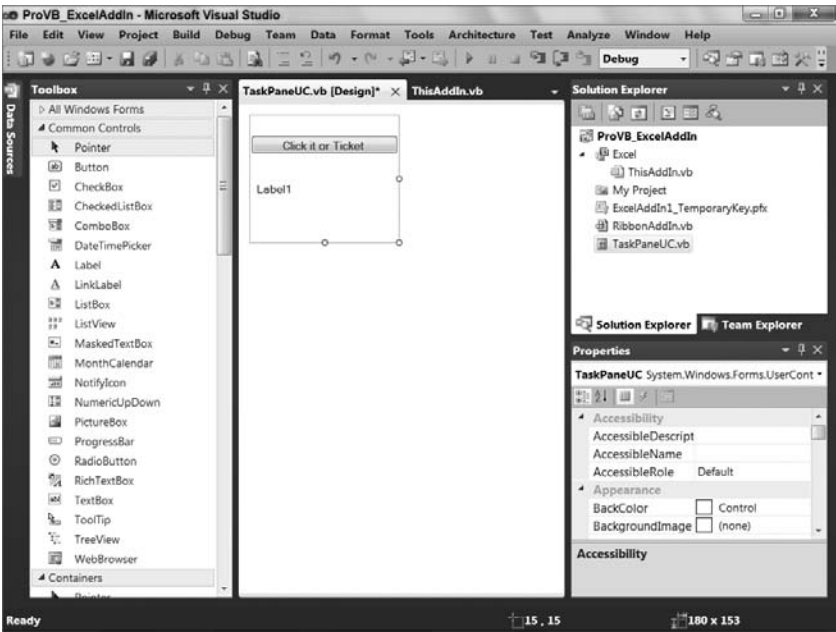 ProVB_ExcelAddIn - Microsoft Visual Studio
File Edit View Project Build Debug Team Data Format Tools Architecture Test Analyze Window Help
Debug
Data Sources
Toolbox
All Windows Forms
Common Controls
Pointer
Button
CheckBox
CheckedListBox
ComboBox
DateTimePicker
Label
LinkLabel
ListBox
ListView
MaskedTextBox
MonthCalendar
NotifyIcon
NumericUpDown
PictureBox
ProgressBar
RadioButton
RichTextBox
TextBox
ToolTip
TreeView
WebBrowser
Containers
Pointer
TaskPaneUC.vb [Design]* ThisAddIn.vb
Click it or Ticket
Label1
Solution Explorer
ProVB_ExcelAddIn
Excel
ThisAddIn.vb
My Project
ExcelAddIn1_TemporaryKey.pfx
RibbonAddIn.vb
TaskPaneUC.vb
Solution Explorer Team Explorer
Properties
TaskPaneUC System.Windows.Forms.UserCont
Accessibility
AccessibleDescript
AccessibleName
AccessibleRole Default
Appearance
BackColor Control
BackgroundImage (none)
Accessibility
Ready 15 , 15 180 x 153